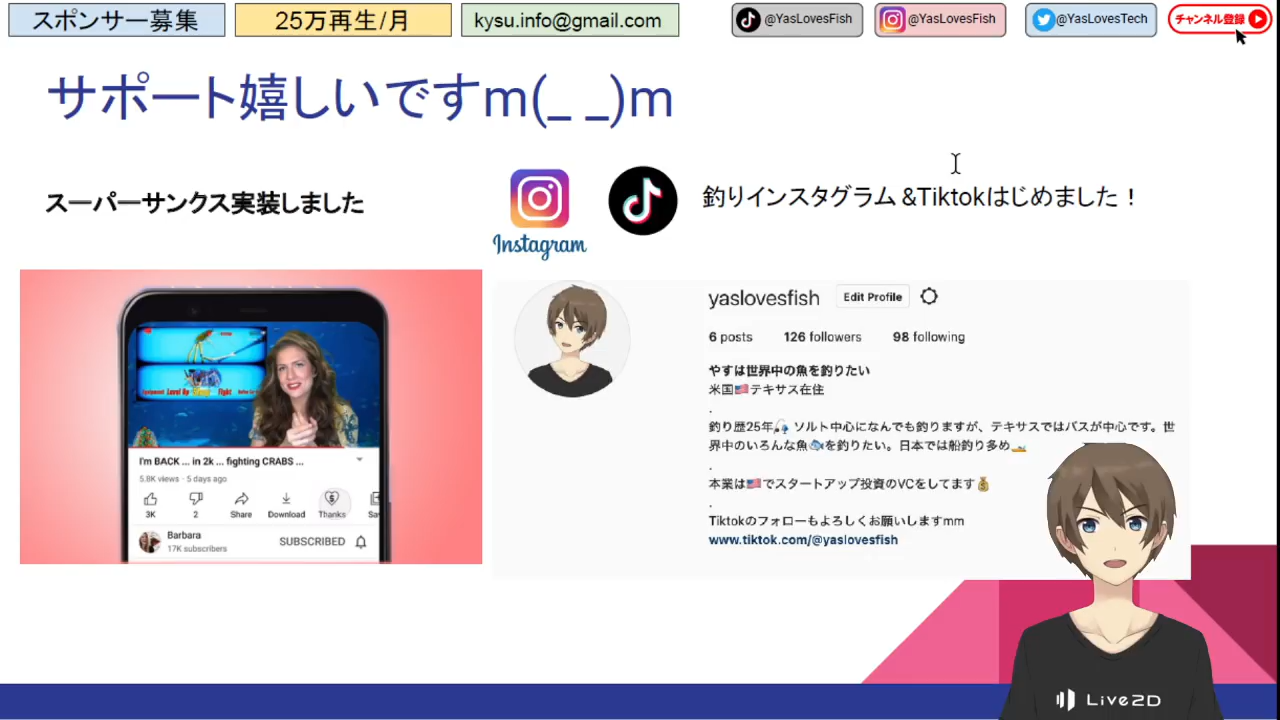 スポンサー募集
25万再生/月
kysu.info@gmail.com
@YasLovesFish
@YasLovesFish
@YasLovesTech
チャンネル登録
サポート嬉しいですm(_ _)m
スーパーサンクス実装しました
Instagram
釣りインスタグラム &Tiktokはじめました！
I'm BACK ... in 2k ... fighting CRABS ...
5.8K views · 5 days ago
3K
2
Share
Download
Thanks
Barbara
17K subscribers
SUBSCRIBED
yaslovesfish
Edit Profile
6 posts 126 followers 98 following
やすは世界中の魚を釣りたい
米国🇺🇸テキサス在住
.
釣り歴25年🎣 ソルト中心になんでも釣りますが、テキサスではバスが中心です。世
界中のいろんな魚🐟を釣りたい。日本では船釣り多め🚤
.
本業は🇺🇸でスタートアップ投資のVCをしてます💰
.
Tiktokのフォローもよろしくお願いしますmm
www.tiktok.com/@yaslovesfish
Live2D